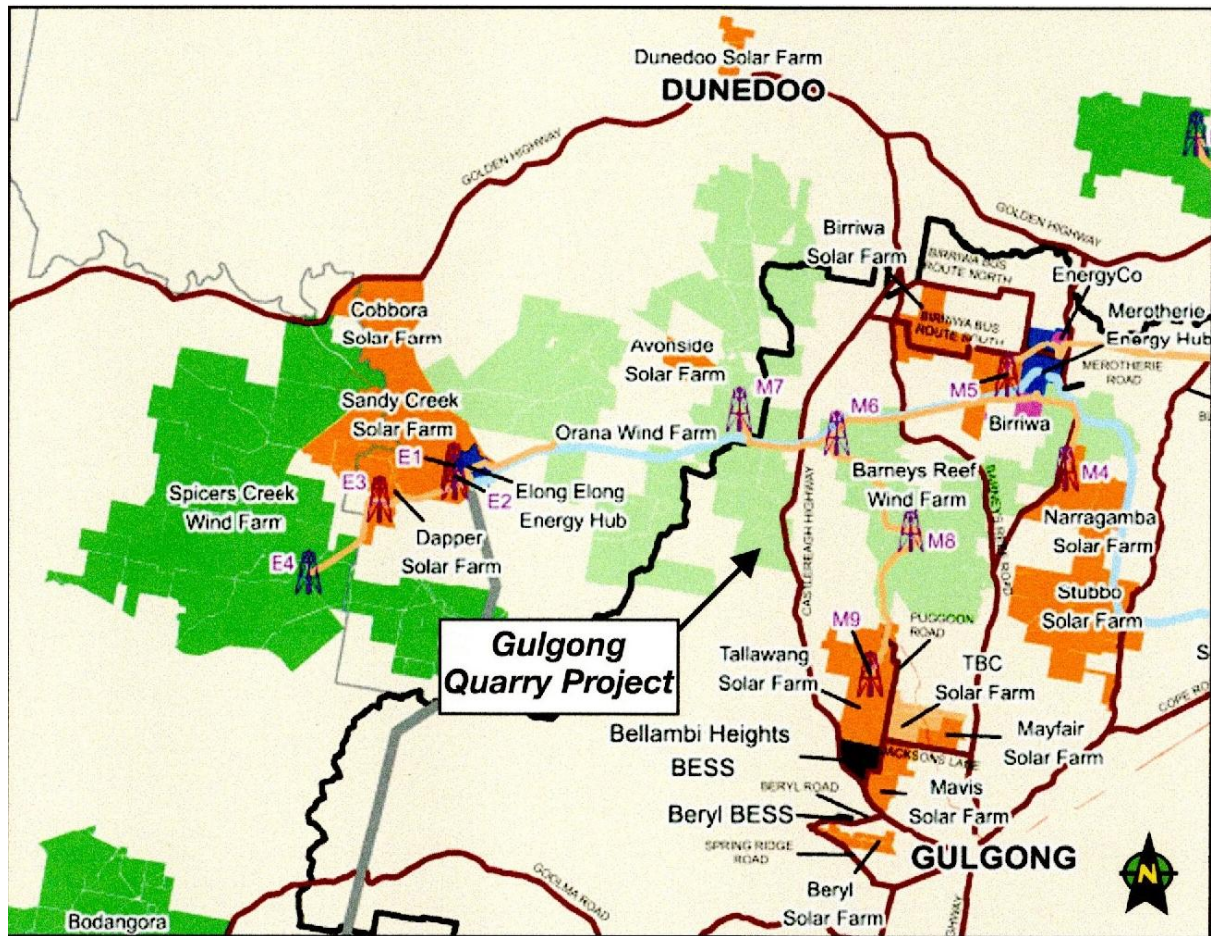 Dunedoo Solar Farm
DUNEDOO
GOLDEN HIGHWAY
GOLDEN HIGHWAY
Birriwa
Solar Farm
BIRRIWA BUS
ROUTE NORTH
EnergyCo
Merotherie
Energy Hub
MEROTHERIE
ROAD
BIRRIWA BUS
ROUTE SOUTH
Cobbora
Solar Farm
Avonside
Solar Farm
M7
M5
M6
Birriwa
Sandy Creek
Solar Farm
Orana Wind Farm
E1
E2
E3
Elong Elong
Energy Hub
Barneys Reef
Wind Farm
M4
Spicers Creek
Wind Farm
Dapper
Solar Farm
CASTLEREAGH HIGHWAY
M8
Narragamba
Solar Farm
E4
Stubbo
Solar Farm
Gulgong
Quarry Project
M9
PUGGOON
ROAD
Tallawang
Solar Farm
TBC
Solar Farm
COPE RO
Bellambi Heights
BESS
Mayfair
Solar Farm
JACKSONS LANE
BERYL ROAD
Mavis
Solar Farm
Beryl BESS
SPRING RIDGE
ROAD
GULGONG
Beryl
Solar Farm
HIGHWAY
GOOLMA ROAD
Bodangora
N